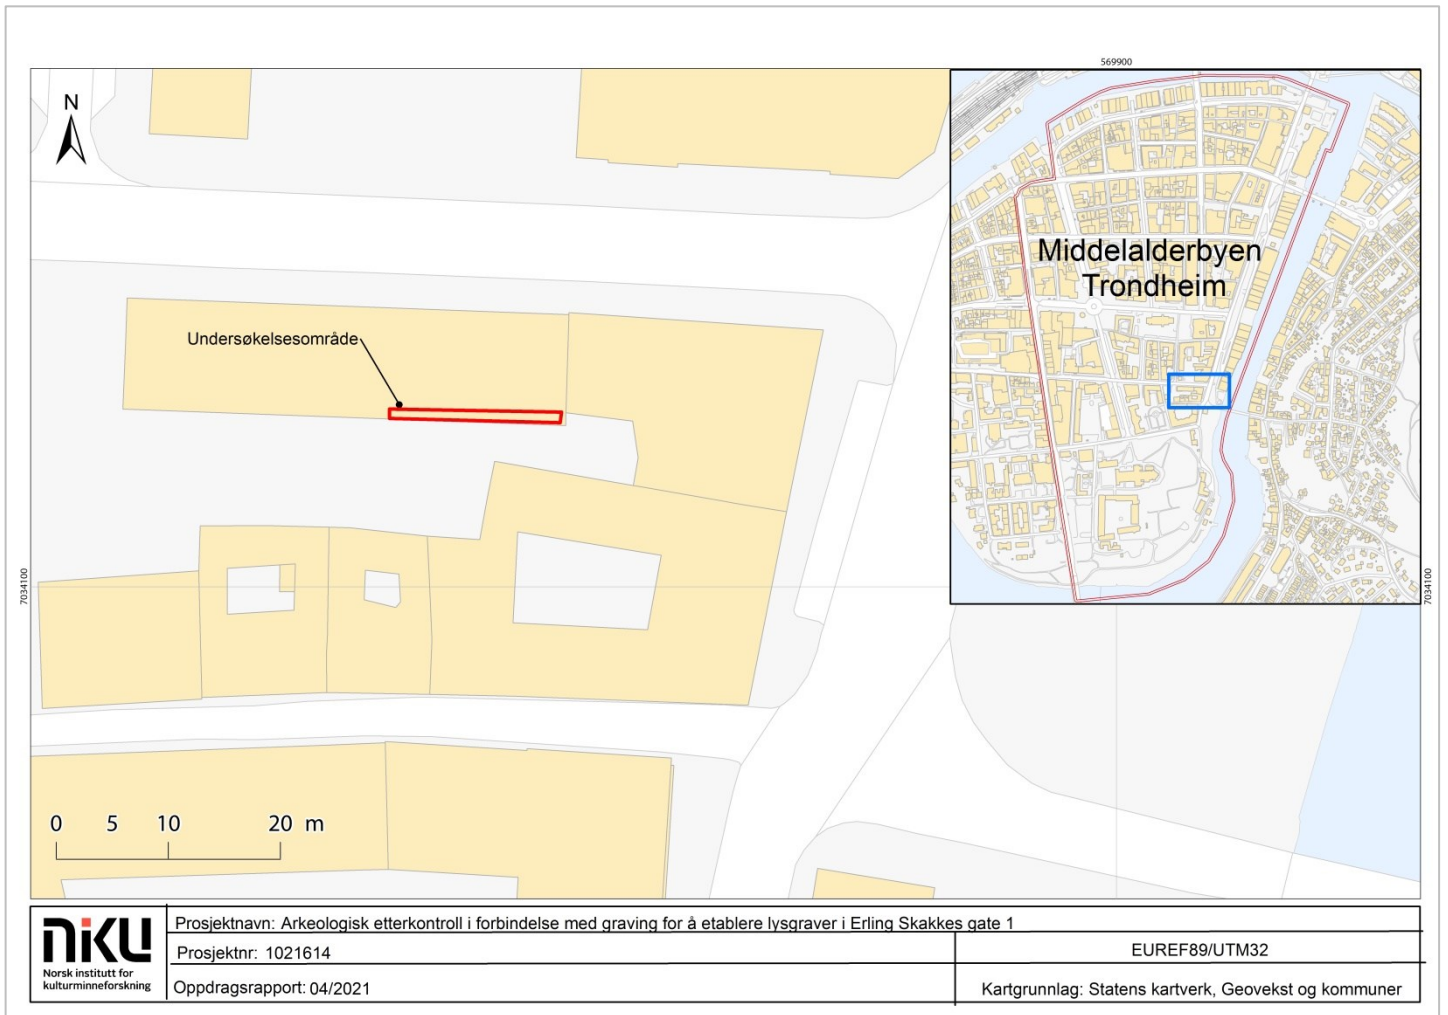 569900
N
Middelalderbyen
Trondheim
Undersøkelsesområde
7034100
7034100
0 5 10 20 m
niku
Norsk institutt for
kulturminneforskning
Prosjektnavn: Arkeologisk etterkontroll i forbindelse med graving for å etablere lysgraver i Erling Skakkes gate 1
Prosjektnr: 1021614
EUREF89/UTM32
Oppdragsrapport: 04/2021
Kartgrunnlag: Statens kartverk, Geovekst og kommuner